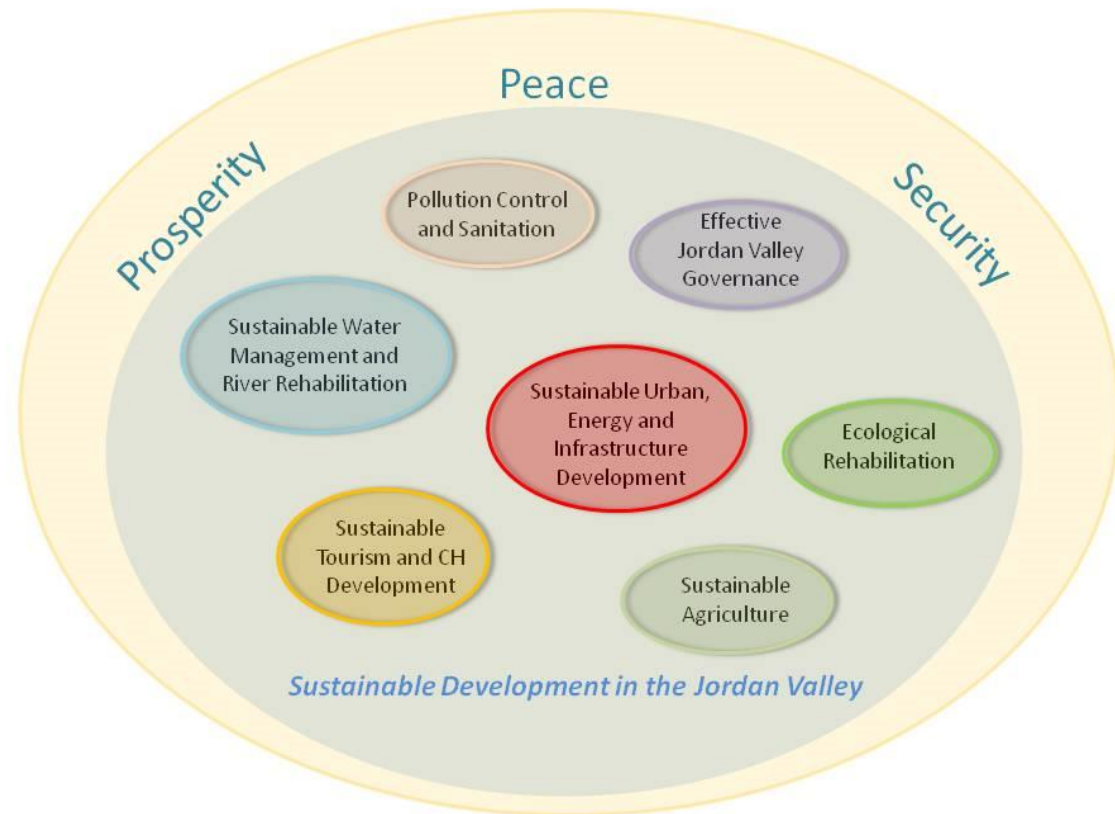 Peace
Prosperity
Security
Pollution Control
and Sanitation
Effective
Jordan Valley
Governance
Sustainable Water
Management and
River Rehabilitation
Sustainable Urban,
Energy and
Infrastructure
Development
Ecological
Rehabilitation
Sustainable
Tourism and CH
Development
Sustainable
Agriculture
Sustainable Development in the Jordan Valley